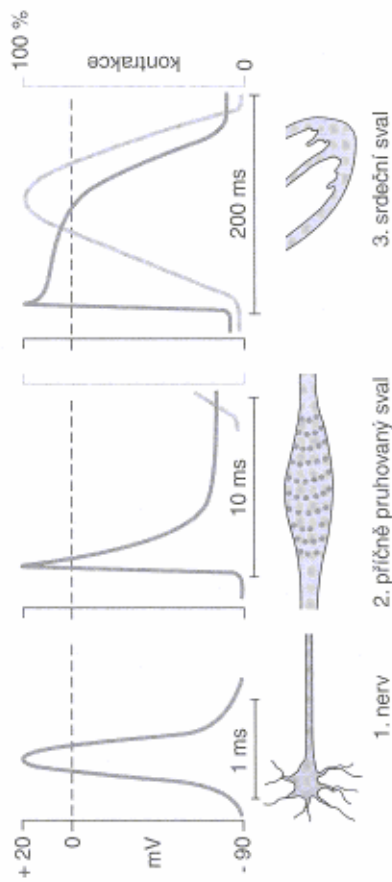 + 20
0
mV
- 90
1 ms
1. nerv
10 ms
2. příčně pruhovaný sval
100 %
kontrakce
0
200 ms
3. srdeční sval